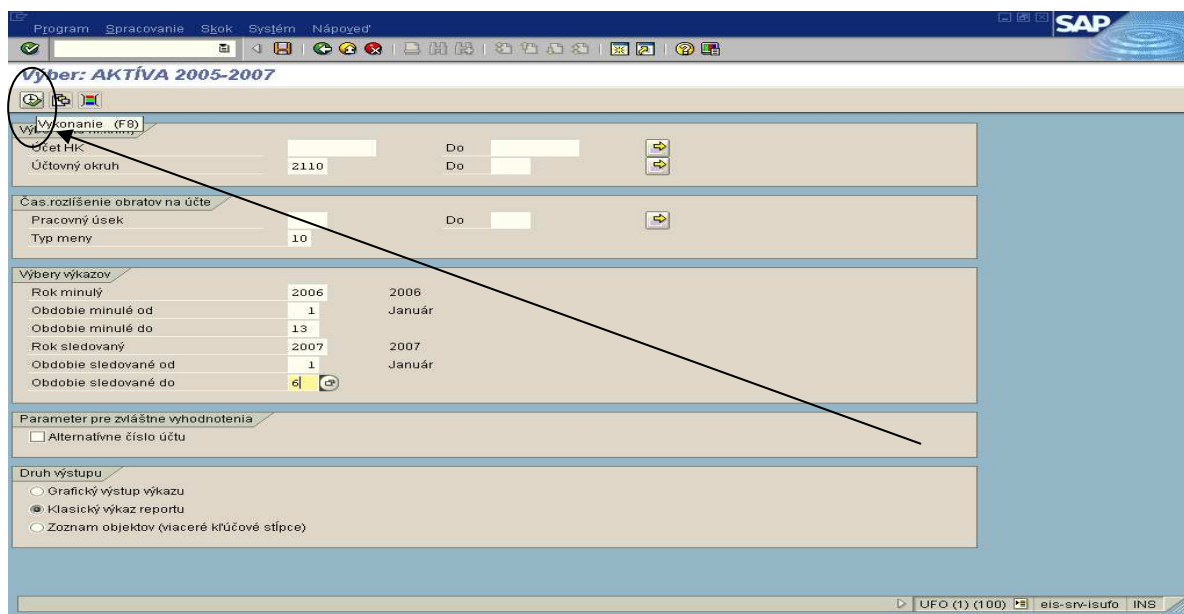 Program Spracovanie Skok Systém Nápoveď
SAP
Výber: AKTÍVA 2005-2007
Vykonanie (F8)
Účet HK Do
Účtovný okruh 2110 Do
Čas.rozlíšenie obratov na účte
Pracovný úsek Do
Typ meny 10
Výbery výkazov
Rok minulý 2006 2006
Obdobie minulé od 1 Január
Obdobie minulé do 13
Rok sledovaný 2007 2007
Obdobie sledované od 1 Január
Obdobie sledované do 6
Parameter pre zvláštne vyhodnotenia
Alternatívne číslo účtu
Druh výstupu
Grafický výstup výkazu
Klasický výkaz reportu
Zoznam objektov (viaceré kľúčové stĺpce)
UFO (1) (100) eis-srv-isufo INS